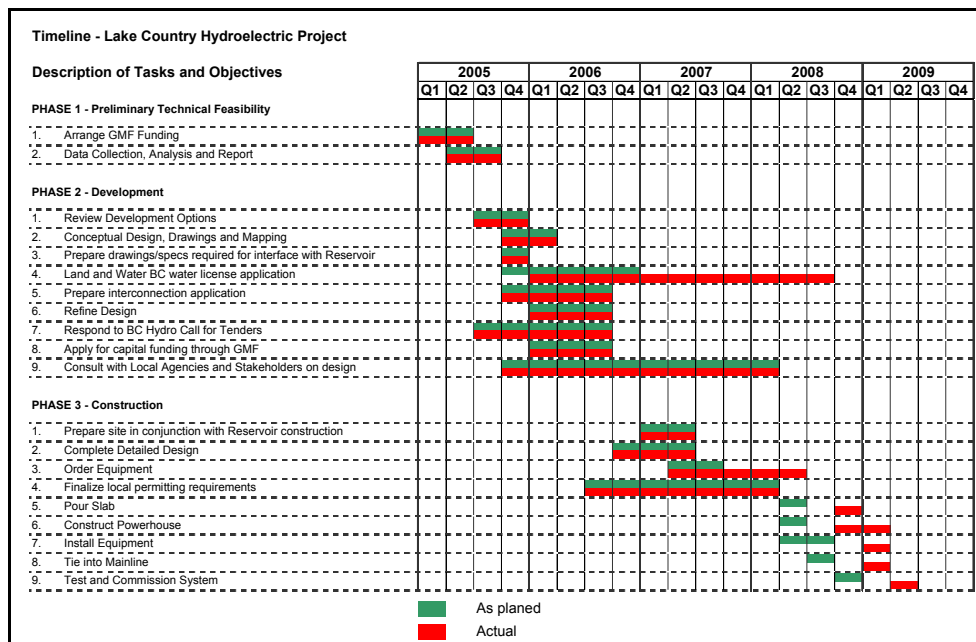 Timeline - Lake Country Hydroelectric Project
Description of Tasks and Objectives 2005 2006 2007 2008 2009
Q1 Q2 Q3 Q4 Q1 Q2 Q3 Q4 Q1 Q2 Q3 Q4 Q1 Q2 Q3 Q4 Q1 Q2 Q3 Q4
PHASE 1 - Preliminary Technical Feasibility
1. Arrange GMF Funding
2. Data Collection, Analysis and Report
PHASE 2 - Development
1. Review Development Options
2. Conceptual Design, Drawings and Mapping
3. Prepare drawings/specs required for interface with Reservoir
4. Land and Water BC water license application
5. Prepare interconnection application
6. Refine Design
7. Respond to BC Hydro Call for Tenders
8. Apply for capital funding through GMF
9. Consult with Local Agencies and Stakeholders on design
PHASE 3 - Construction
1. Prepare site in conjunction with Reservoir construction
2. Complete Detailed Design
3. Order Equipment
4. Finalize local permitting requirements
5. Pour Slab
6. Construct Powerhouse
7. Install Equipment
8. Tie into Mainline
9. Test and Commission System
As planed
Actual